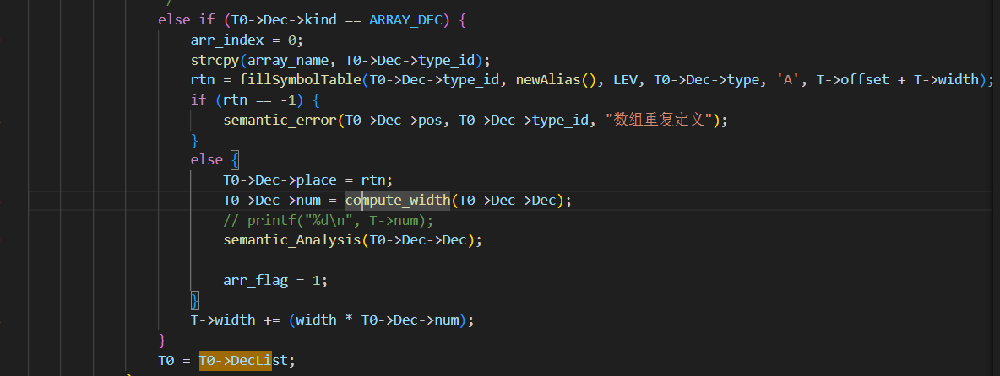 /
else if (T0->Dec->kind == ARRAY_DEC) {
arr_index = 0;
strcpy(array_name, T0->Dec->type_id);
rtn = fillSymbolTable(T0->Dec->type_id, newAlias(), LEV, T0->Dec->type, 'A', T->offset + T->width);
if (rtn == -1) {
semantic_error(T0->Dec->pos, T0->Dec->type_id, "数组重复定义");
}
else {
T0->Dec->place = rtn;
T0->Dec->num = compute_width(T0->Dec->Dec);
// printf("%d\n", T->num);
semantic_Analysis(T0->Dec->Dec);
arr_flag = 1;
}
T->width += (width * T0->Dec->num);
}
T0 = T0->DecList;